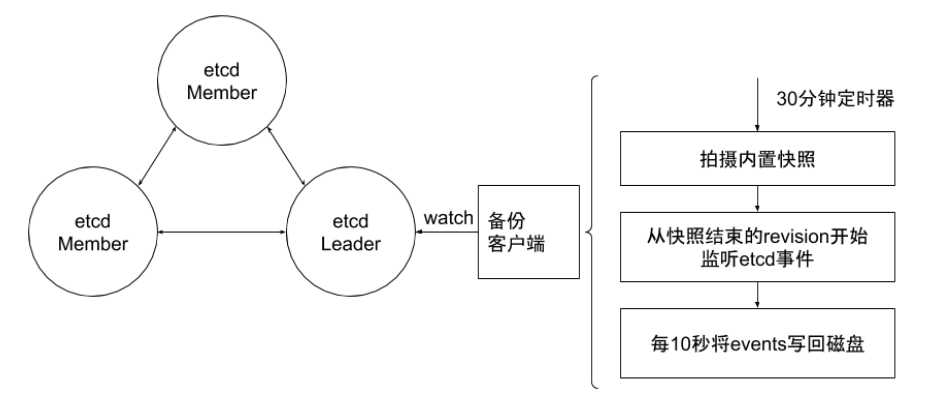 etcd
Member
etcd
Member
etcd
Leader
watch
备份
客户端
30分钟定时器
拍摄内置快照
从快照结束的revision开始
监听etcd事件
每10秒将events写回磁盘